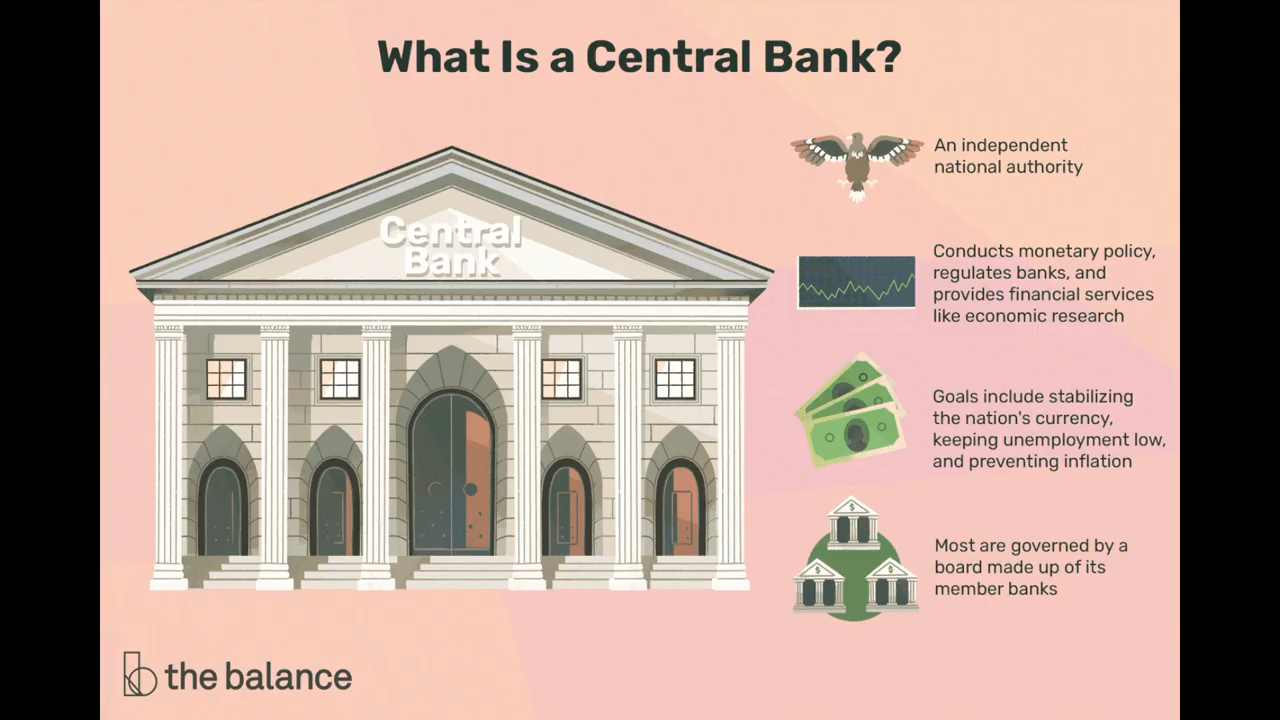 What Is a Central Bank?
Central
Bank
An independent
national authority
Conducts monetary policy,
regulates banks, and
provides financial services
like economic research
Goals include stabilizing
the nation's currency,
keeping unemployment low,
and preventing inflation
$
$
$
Most are governed by a
board made up of its
member banks
the balance